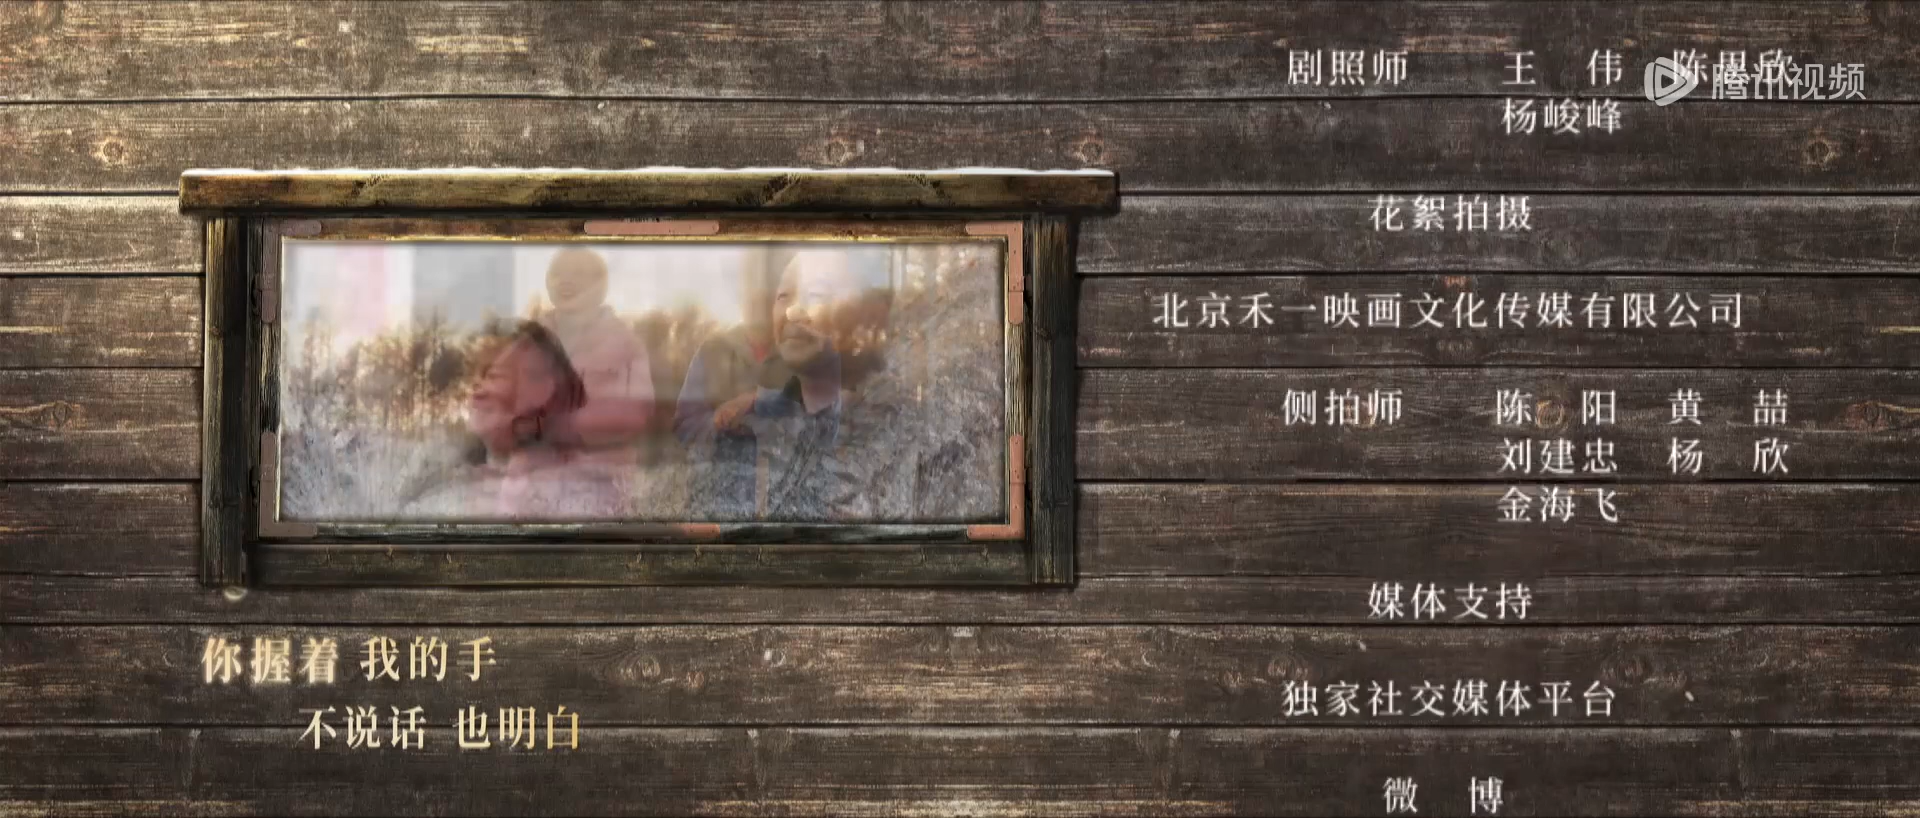 剧照师 王 伟 陈思欣
腾讯视频
杨峻峰
花絮拍摄
北京禾一映画文化传媒有限公司
侧拍师 陈 阳 黄 喆
刘建忠 杨 欣
金海飞
媒体支持
独家社交媒体平台
微 博
你握着 我的手
不说话 也明白